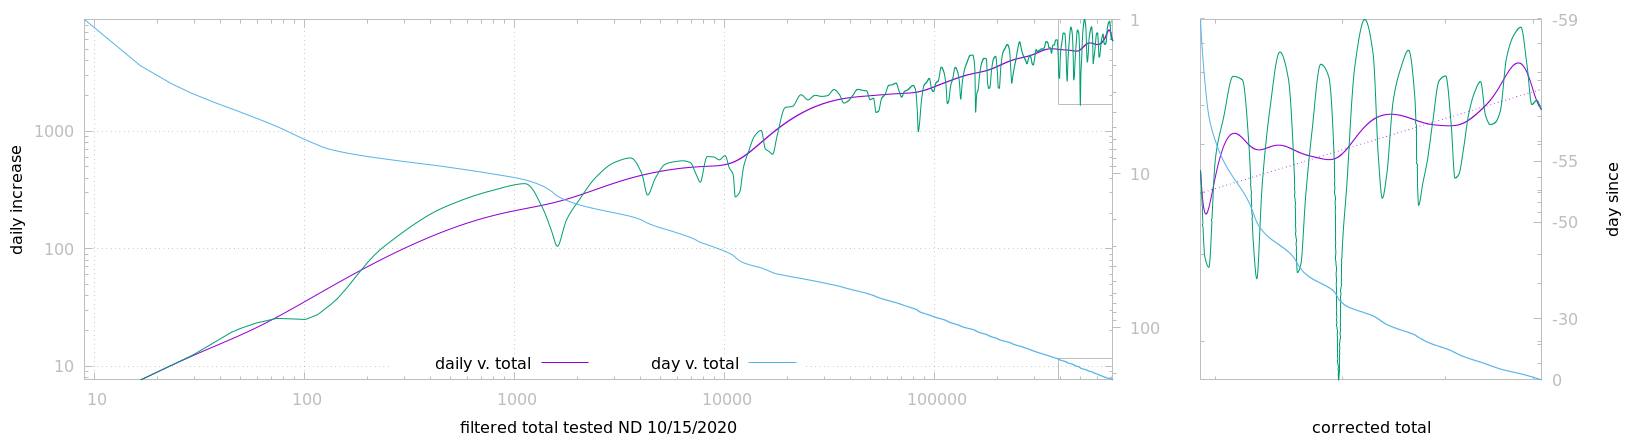 1
-59
1000
daily increase
10
-55
day since
-50
100
100
-30
10
daily v. total
day v. total
0
10
100
1000
10000
100000
filtered total tested ND 10/15/2020
corrected total